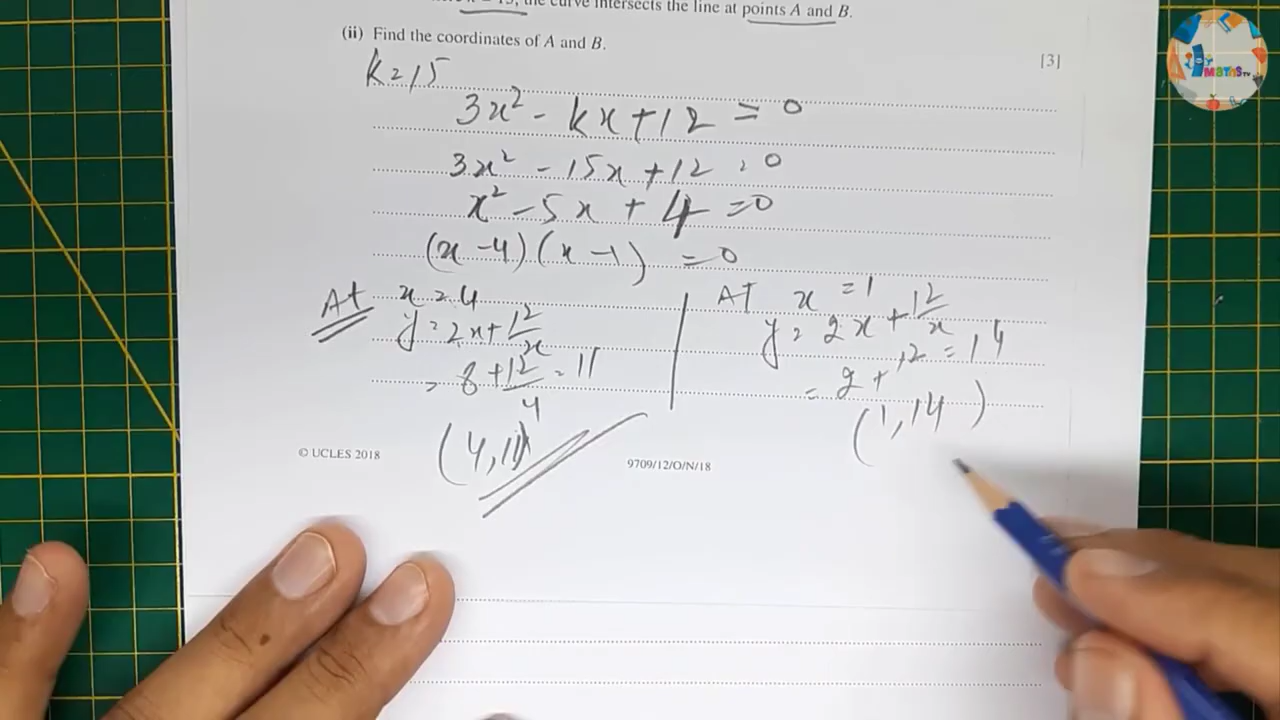 the curve intersects the line at points A and B.
(ii) Find the coordinates of A and B.
[3]
k = 15
3x² - kx + 12 = 0
3x² - 15x + 12 = 0
x² - 5x + 4 = 0
(x - 4)(x - 1) = 0
At x = 4
y = 2x + 12/x
= 8 + 12/4 = 11
(4, 11)
AT x = 1
y = 2x + 12/x
= 2 + 12 = 14
(1, 14)
© UCLES 2018
9709/12/O/N/18
MATHS TV